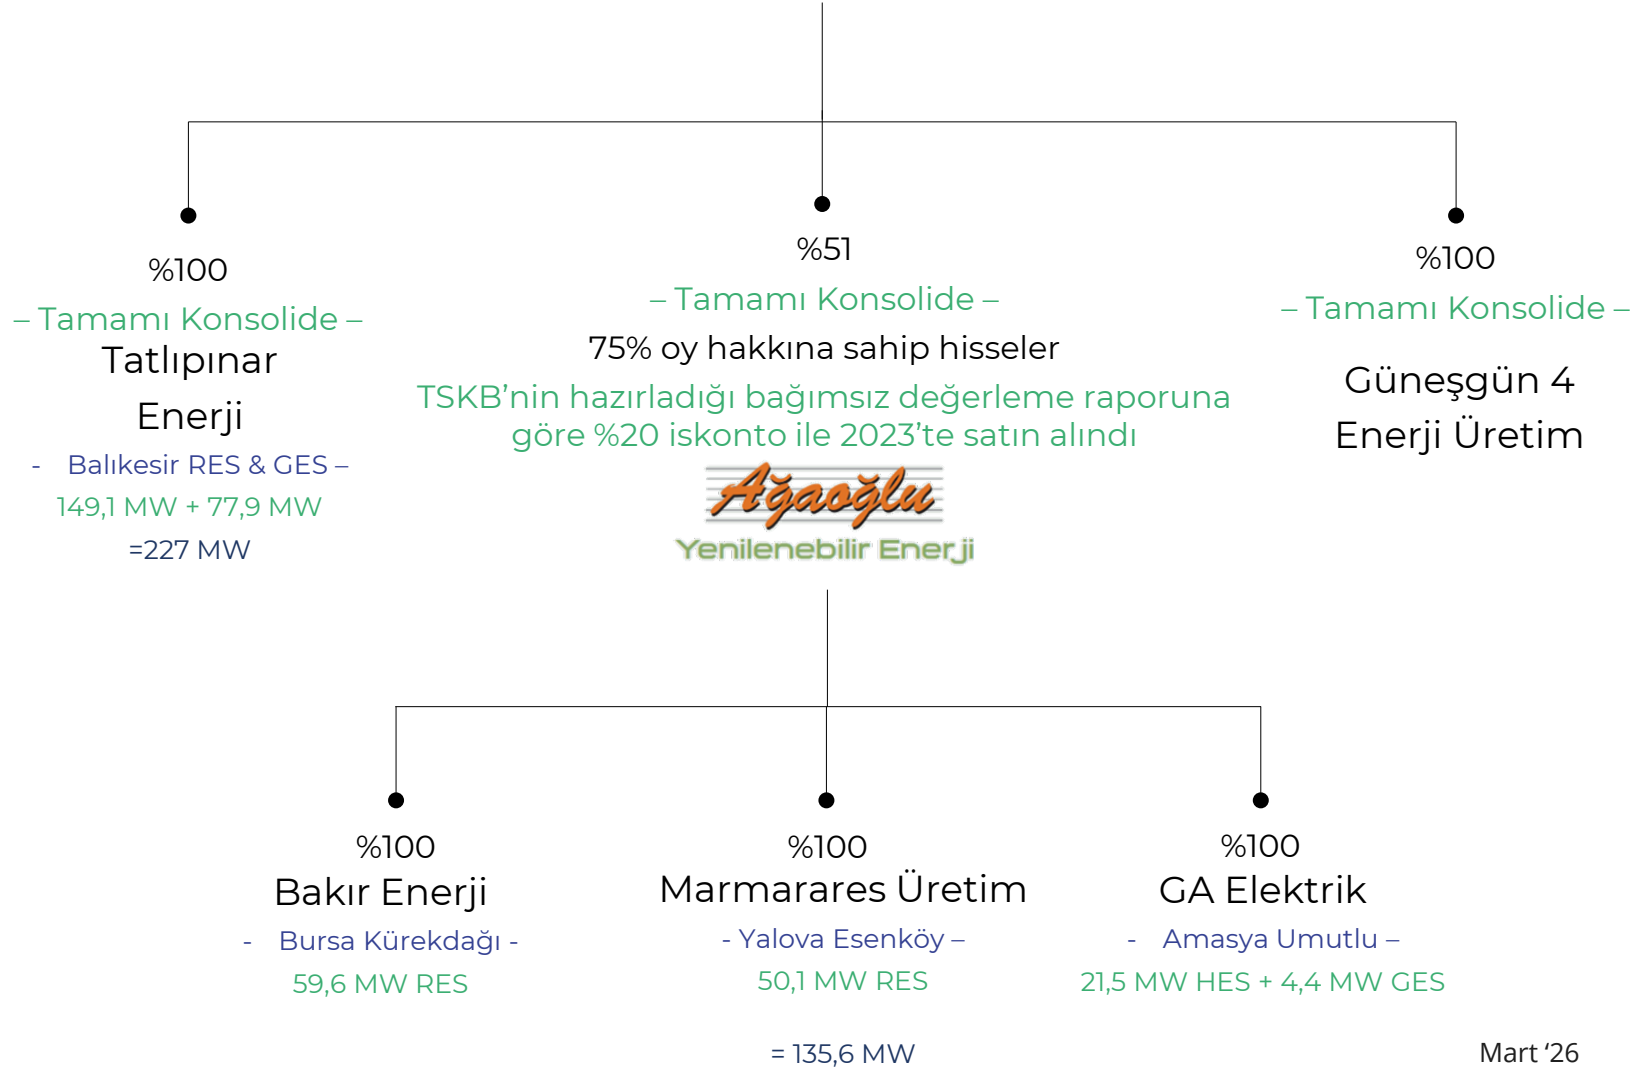 %100
– Tamamı Konsolide –
Tatlıpınar
Enerji
- Balıkesir RES & GES –
149,1 MW + 77,9 MW
=227 MW
%51
– Tamamı Konsolide –
75% oy hakkına sahip hisseler
TSKB’nin hazırladığı bağımsız değerleme raporuna
göre %20 iskonto ile 2023’te satın alındı
Ağaoğlu
Yenilenebilir Enerji
%100
– Tamamı Konsolide –
Güneşgün 4
Enerji Üretim
%100
Bakır Enerji
- Bursa Kürekdağı -
59,6 MW RES
%100
Marmarares Üretim
- Yalova Esenköy –
50,1 MW RES
= 135,6 MW
%100
GA Elektrik
- Amasya Umutlu –
21,5 MW HES + 4,4 MW GES
Mart ‘26